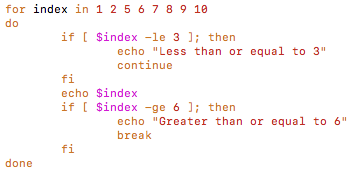 for index in 1 2 5 6 7 8 9 10
do
        if [ $index -le 3 ]; then
                echo "Less than or equal to 3"
                continue
        fi
        echo $index
        if [ $index -ge 6 ]; then
                echo "Greater than or equal to 6"
                break
        fi
done